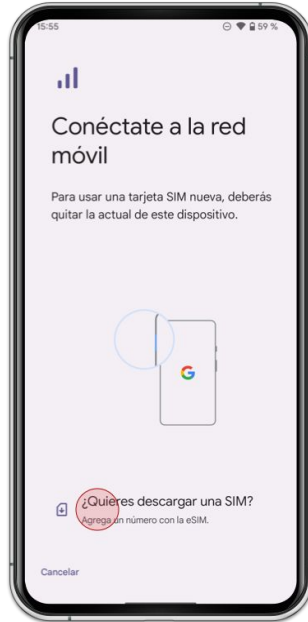 15:55 59 %
Conéctate a la red
móvil
Para usar una tarjeta SIM nueva, deberás
quitar la actual de este dispositivo.
G
¿Quieres descargar una SIM?
Agrega un número con la eSIM.
Cancelar